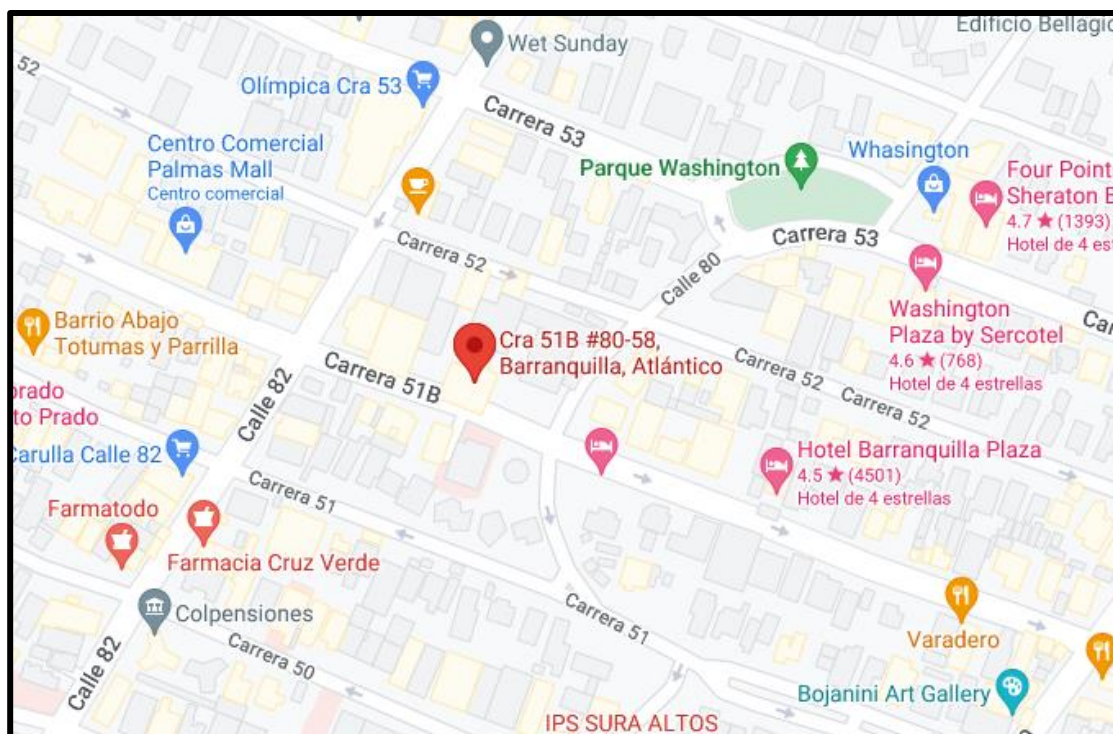 Edificio Bellagio
Wet Sunday
52
Olímpica Cra 53
Carrera 53
Centro Comercial
Palmas Mall
Centro comercial
Parque Washington
Whasington
Four Point
Sheraton B
4.7 ★ (1393)
Hotel de 4 est
Carrera 53
Carrera 52
Calle 80
Washington
Plaza by Sercotel
4.6 ★ (768)
Hotel de 4 estrellas
Car
Barrio Abajo
Totumas y Parrilla
Cra 51B #80-58,
Barranquilla, Atlántico
Carrera 52
Carrera 52
Carrera 51B
Calle 82
orado
to Prado
Carulla Calle 82
Hotel Barranquilla Plaza
4.5 ★ (4501)
Hotel de 4 estrellas
Farmatodo
Carrera 51
Farmacia Cruz Verde
Colpensiones
Carrera 51
Varadero
Calle 82
Carrera 50
Bojanini Art Gallery
IPS SURA ALTOS